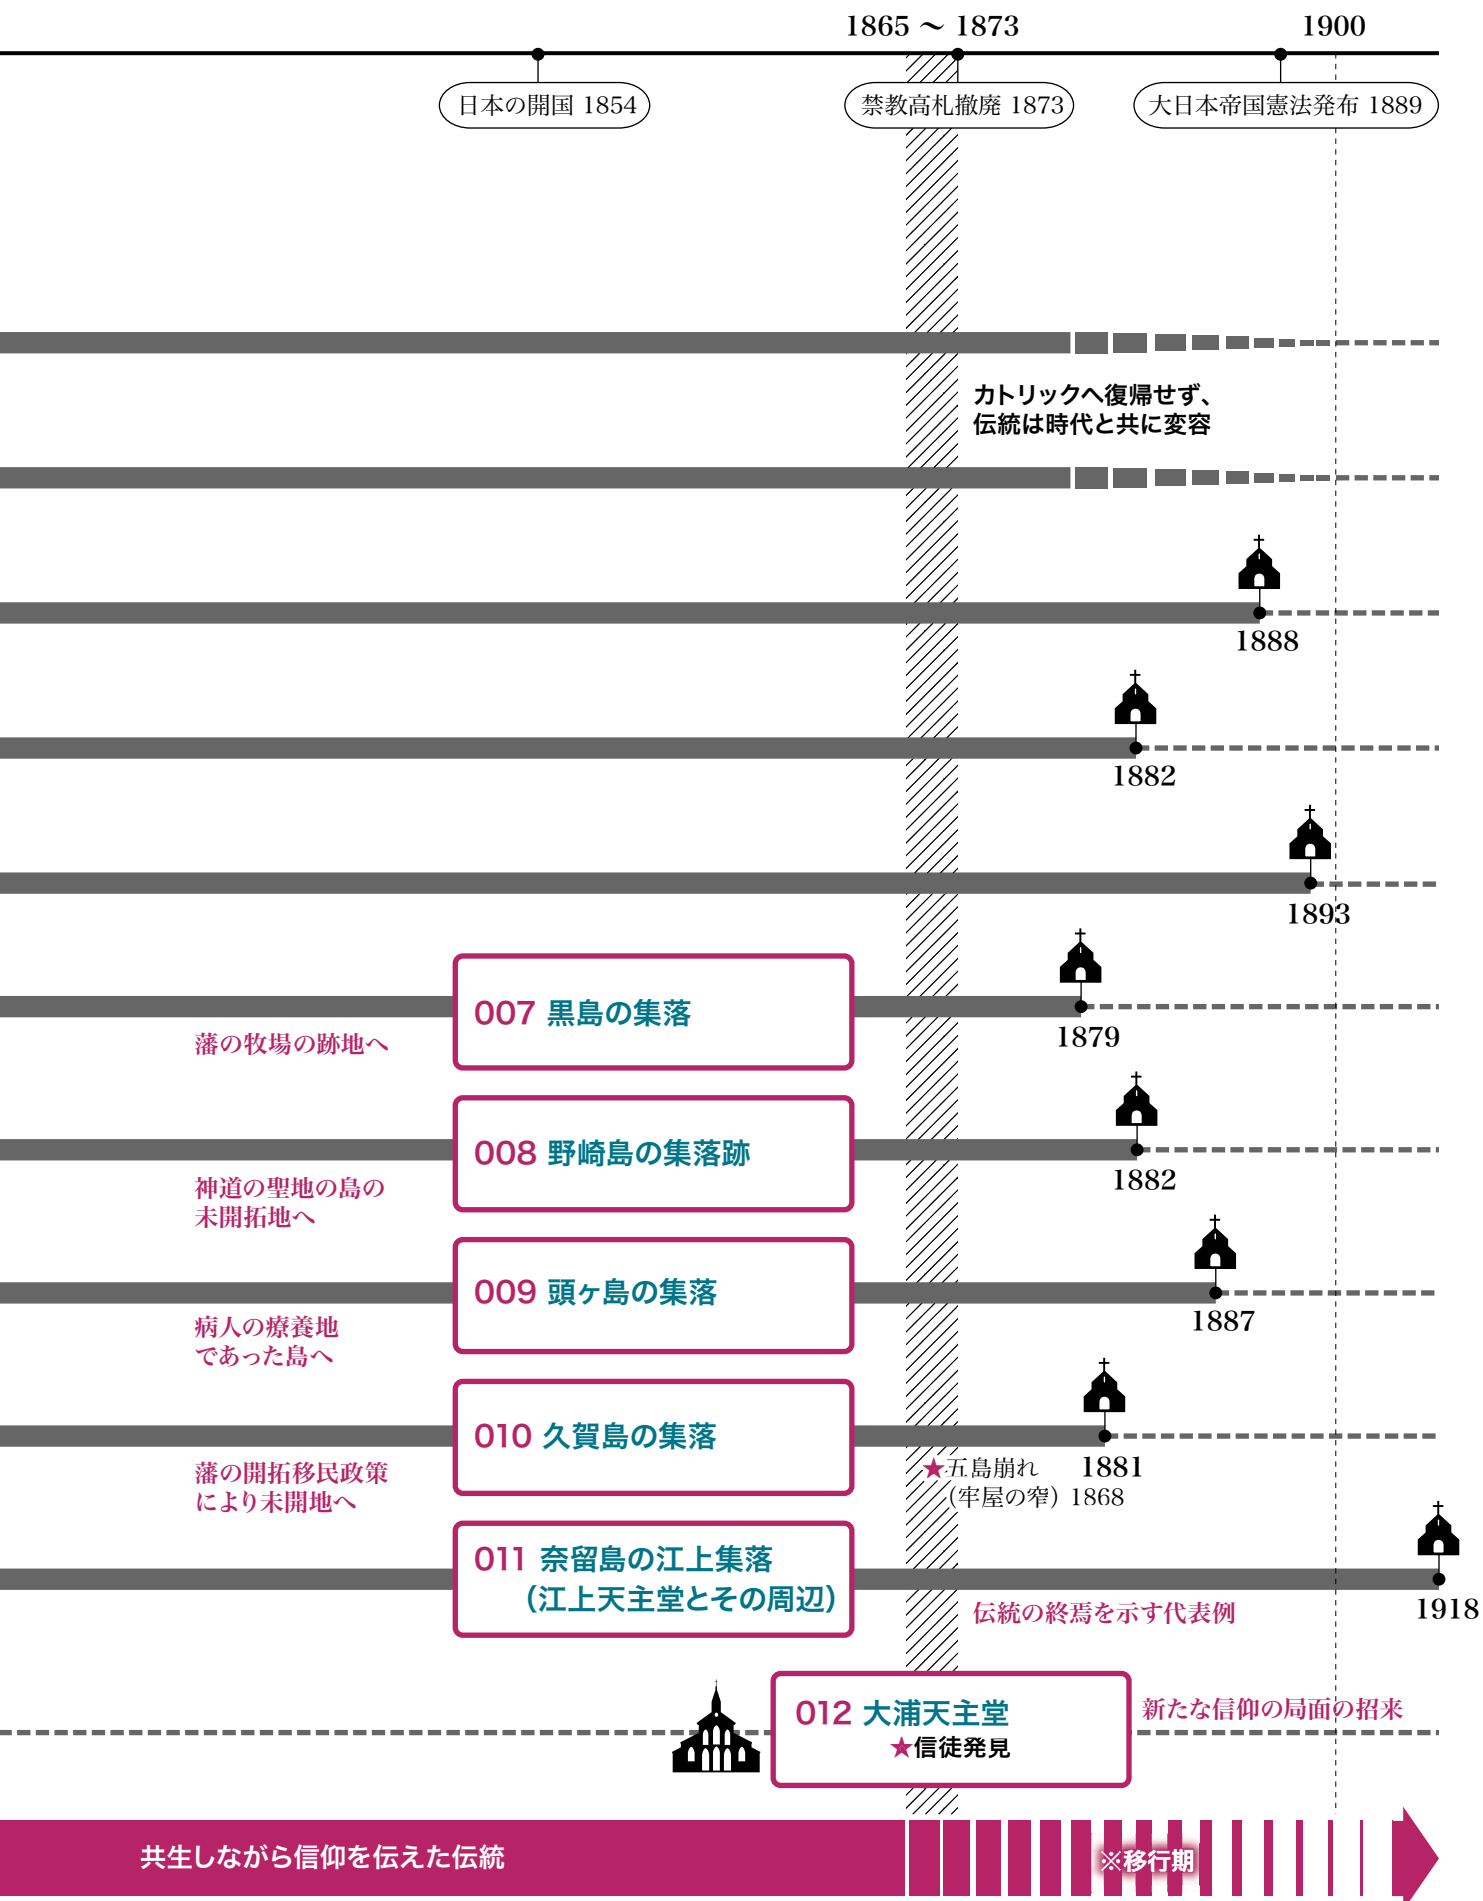 1865 ～ 1873
1900
日本の開国 1854
禁教高札撤廃 1873
大日本帝国憲法発布 1889
カトリックへ復帰せず、
伝統は時代と共に変容
1888
1882
1893
007 黒島の集落
藩の牧場の跡地へ
1879
008 野崎島の集落跡
神道の聖地の島の
未開拓地へ
1882
009 頭ヶ島の集落
病人の療養地
であった島へ
1887
010 久賀島の集落
藩の開拓移民政策
により未開地へ
★五島崩れ
（牢屋の窄）1868
1881
011 奈留島の江上集落
（江上天主堂とその周辺）
伝統の終焉を示す代表例
1918
012 大浦天主堂
★信徒発見
新たな信仰の局面の招来
共生しながら信仰を伝えた伝統
※移行期